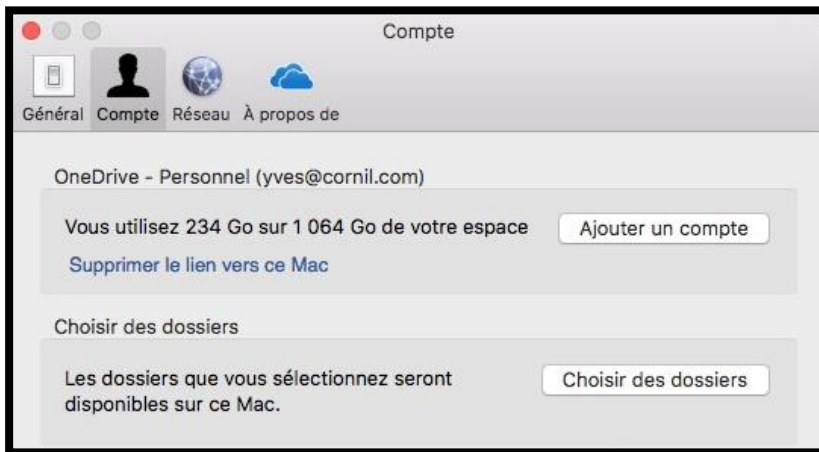 Compte
Général Compte Réseau À propos de
OneDrive - Personnel (yves@cornil.com)
Vous utilisez 234 Go sur 1 064 Go de votre espace Ajouter un compte
Supprimer le lien vers ce Mac
Choisir des dossiers
Les dossiers que vous sélectionnez seront Choisir des dossiers
disponibles sur ce Mac.